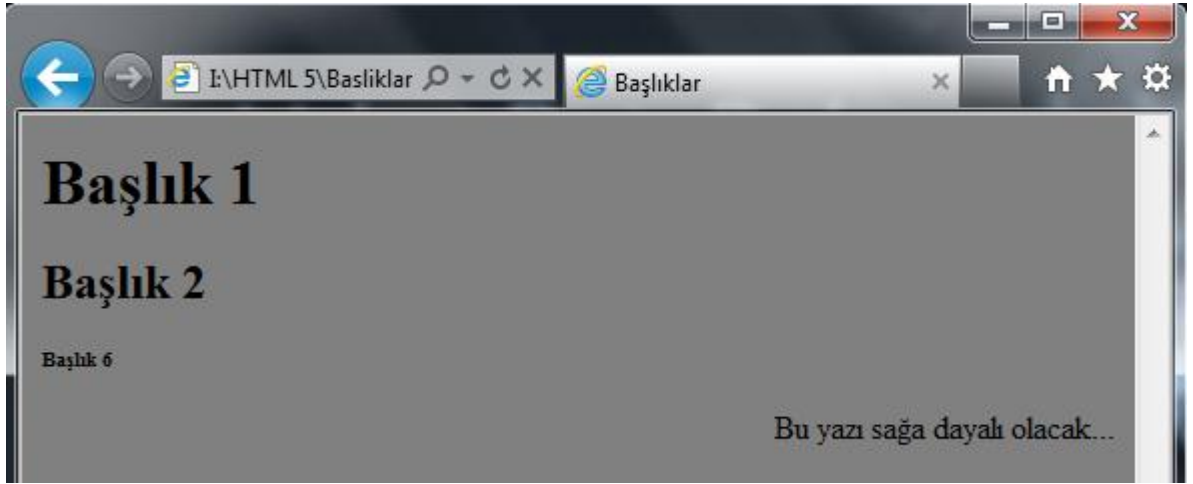 I:\HTML 5\Basliklar
Başlıklar
Başlık 1
Başlık 2
Başlık 6
Bu yazı sağa dayalı olacak...